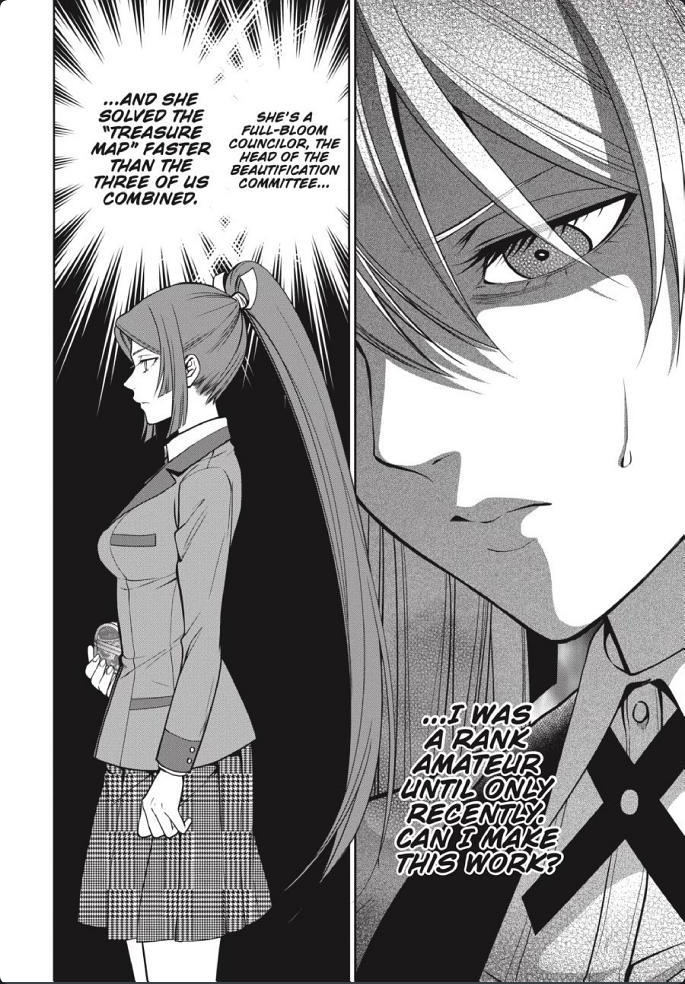 SHE'S A
FULL-BLOOM
COUNCILOR, THE
HEAD OF THE
BEAUTIFICATION
COMMITTEE...
...AND SHE
SOLVED THE
"TREASURE
MAP" FASTER
THAN THE
THREE OF US
COMBINED.
...I WAS
A RANK
AMATEUR
UNTIL ONLY
RECENTLY.
CAN I MAKE
THIS WORK?